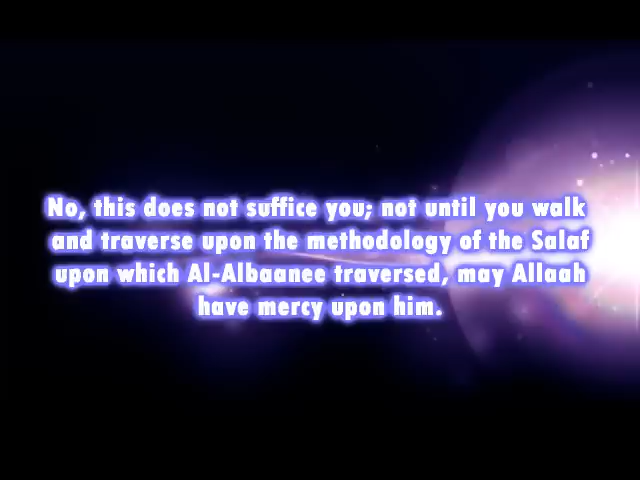 No, this does not suffice you; not until you walk
and traverse upon the methodology of the Salaf
upon which Al-Albaanee traversed, may Allaah
have mercy upon him.